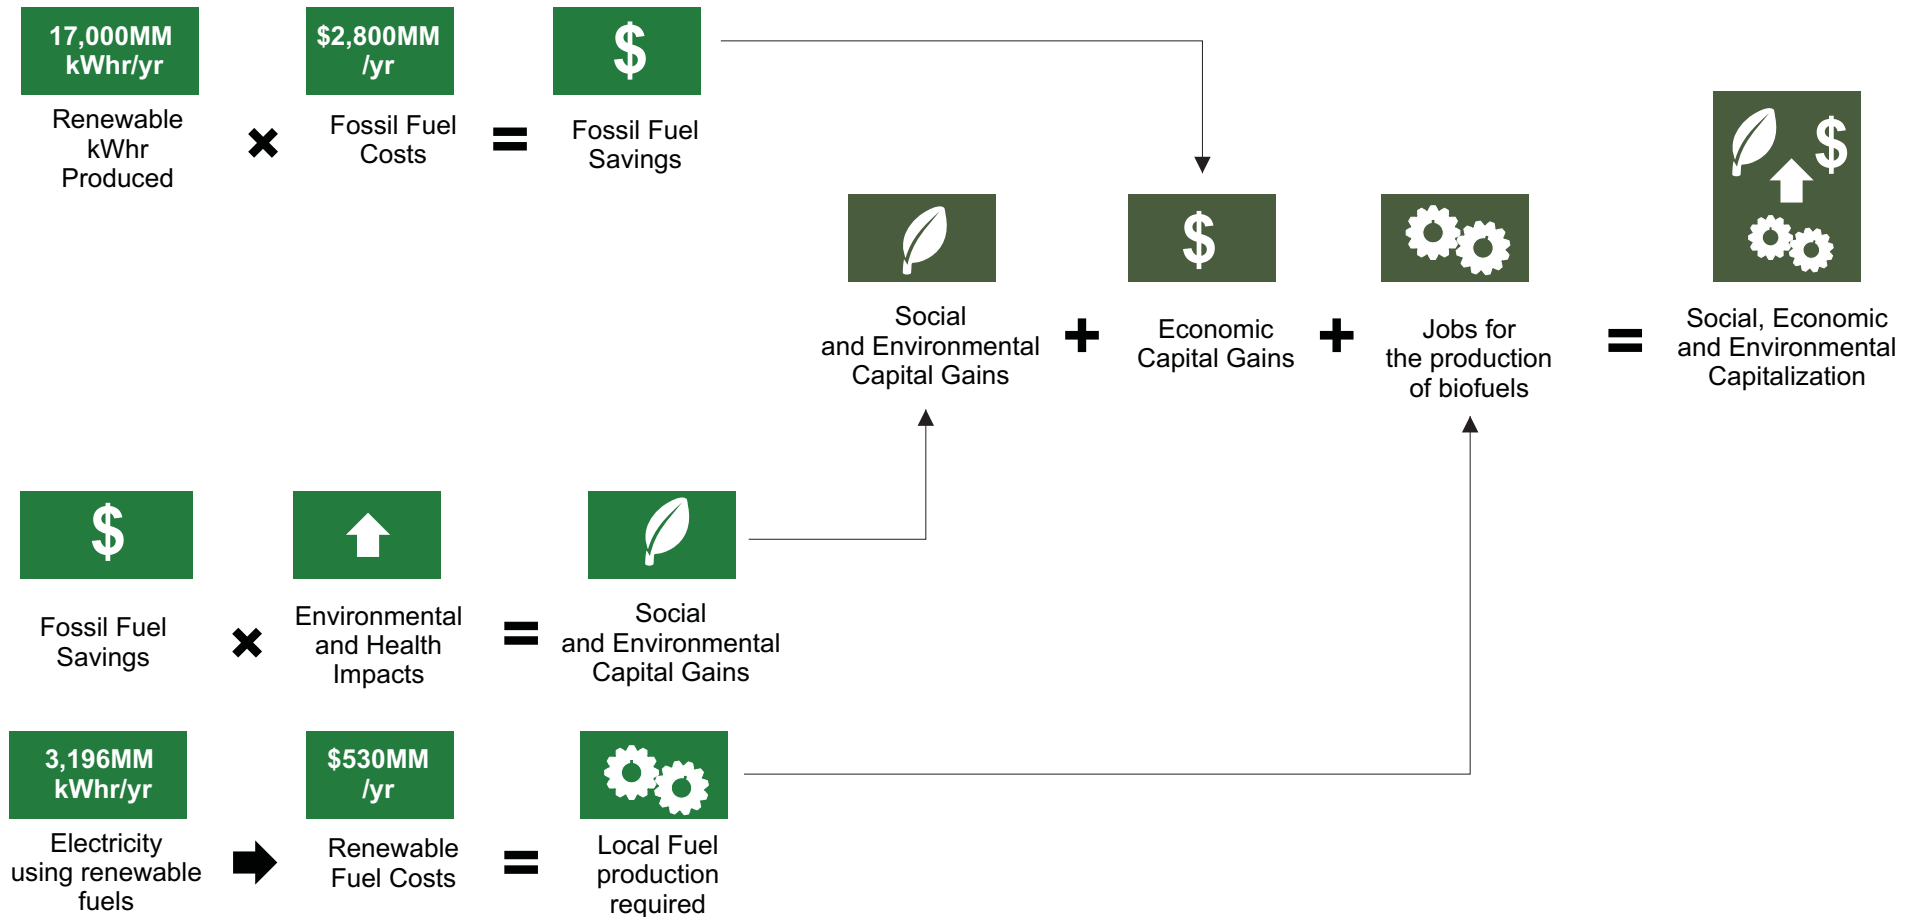 17,000MM
kWhr/yr
Renewable
kWhr
Produced
×
$2,800MM
/yr
Fossil Fuel
Costs
=
$
Fossil Fuel
Savings
Social
and Environmental
Capital Gains
+
$
Economic
Capital Gains
+
Jobs for
the production
of biofuels
=
$
Social, Economic
and Environmental
Capitalization
$
Fossil Fuel
Savings
×
Environmental
and Health
Impacts
=
Social
and Environmental
Capital Gains
3,196MM
kWhr/yr
Electricity
using renewable
fuels
$530MM
/yr
Renewable
Fuel Costs
=
Local Fuel
production
required